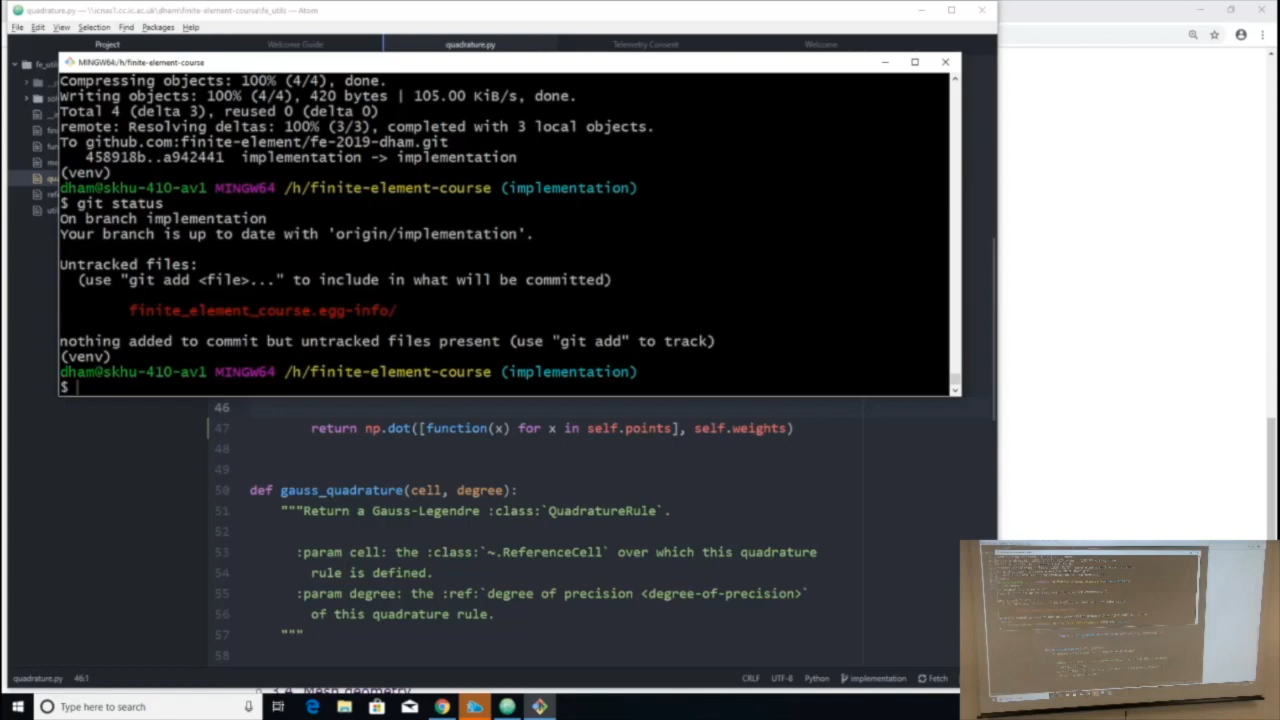 quadrature.py — \\icnas1.cc.ic.ac.uk\dham\finite-element-course\fe_utils — Atom
File Edit View Selection Find Packages Help
Project Welcome Guide quadrature.py Telemetry Consent Welcome
MINGW64:/h/finite-element-course
Compressing objects: 100% (4/4), done.
Writing objects: 100% (4/4), 420 bytes | 105.00 KiB/s, done.
Total 4 (delta 3), reused 0 (delta 0)
remote: Resolving deltas: 100% (3/3), completed with 3 local objects.
To github.com:finite-element/fe-2019-dham.git
458918b..a942441 implementation -> implementation
(venv)
dham@skhu-410-av1 MINGW64 /h/finite-element-course (implementation)
$ git status
On branch implementation
Your branch is up to date with 'origin/implementation'.
Untracked files:
(use "git add <file>..." to include in what will be committed)
finite_element_course.egg-info/
nothing added to commit but untracked files present (use "git add" to track)
(venv)
dham@skhu-410-av1 MINGW64 /h/finite-element-course (implementation)
$
46
47 return np.dot([function(x) for x in self.points], self.weights)
48
49
50 def gauss_quadrature(cell, degree):
51 """Return a Gauss-Legendre :class:`QuadratureRule`.
52
53 :param cell: the :class:`~.ReferenceCell` over which this quadrature
54 rule is defined.
55 :param degree: the :ref:`degree of precision <degree-of-precision>`
56 of this quadrature rule.
57 """
58
quadrature.py 46:1 CRLF UTF-8 Python implementation Fetch
3.4. Mesh geometry
Type here to search